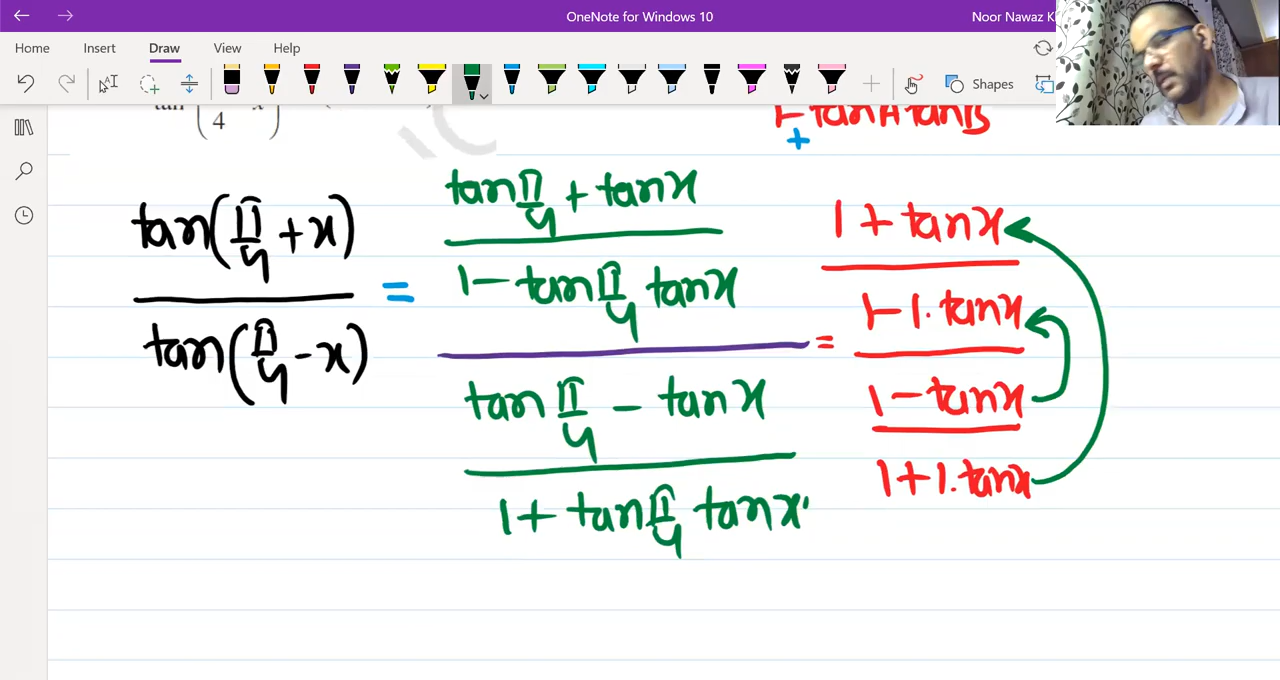 OneNote for Windows 10
Noor Nawaz K
Home Insert Draw View Help
Shapes
4
1- tanA tanB
+
tan(π/4 + x) / tan(π/4 - x)
=
tan π/4 + tan x
1 - tan π/4 tan x
tan π/4 - tan x
1 + tan π/4 tan x
=
1 + tan x
1 - 1. tan x
1 - tan x
1 + 1. tan x